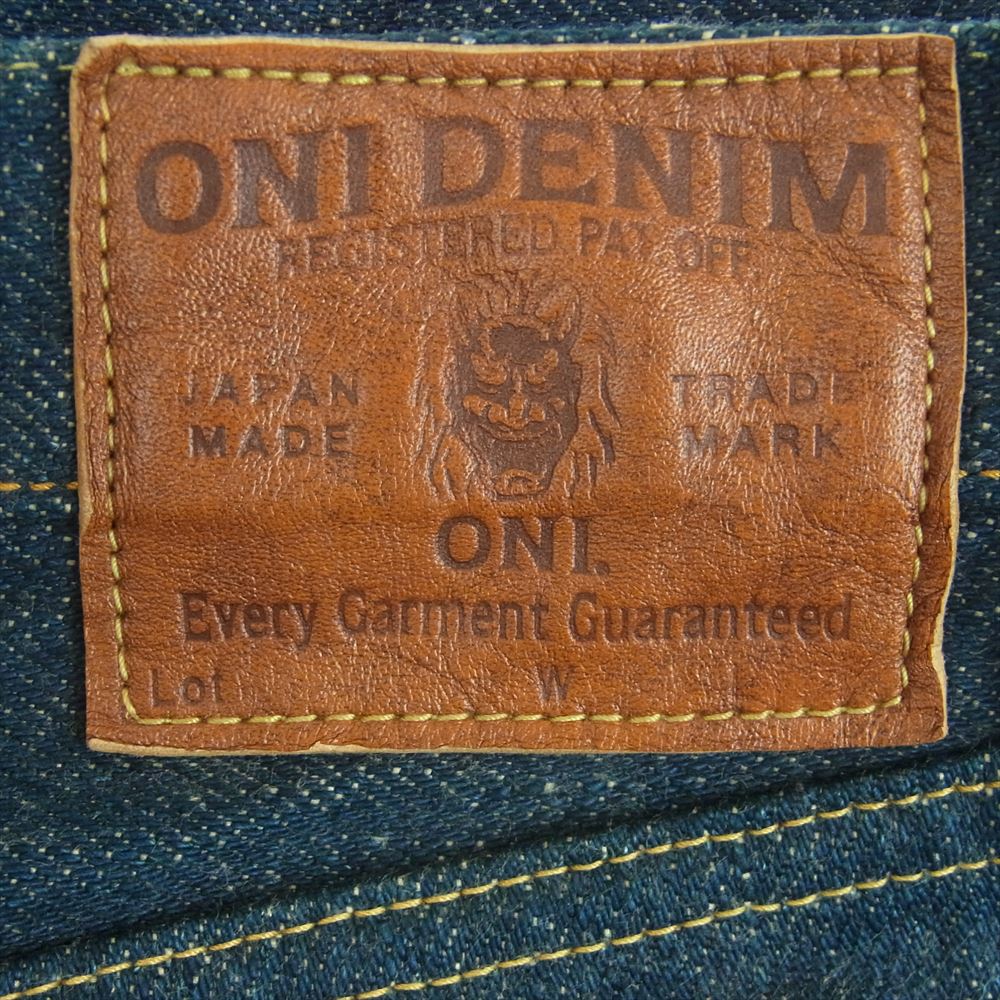 ONI DENIM
REGISTERED PAT OFF.
JAPAN MADE
TRADE MARK
ONI.
Every Garment Guaranteed
Lot W L